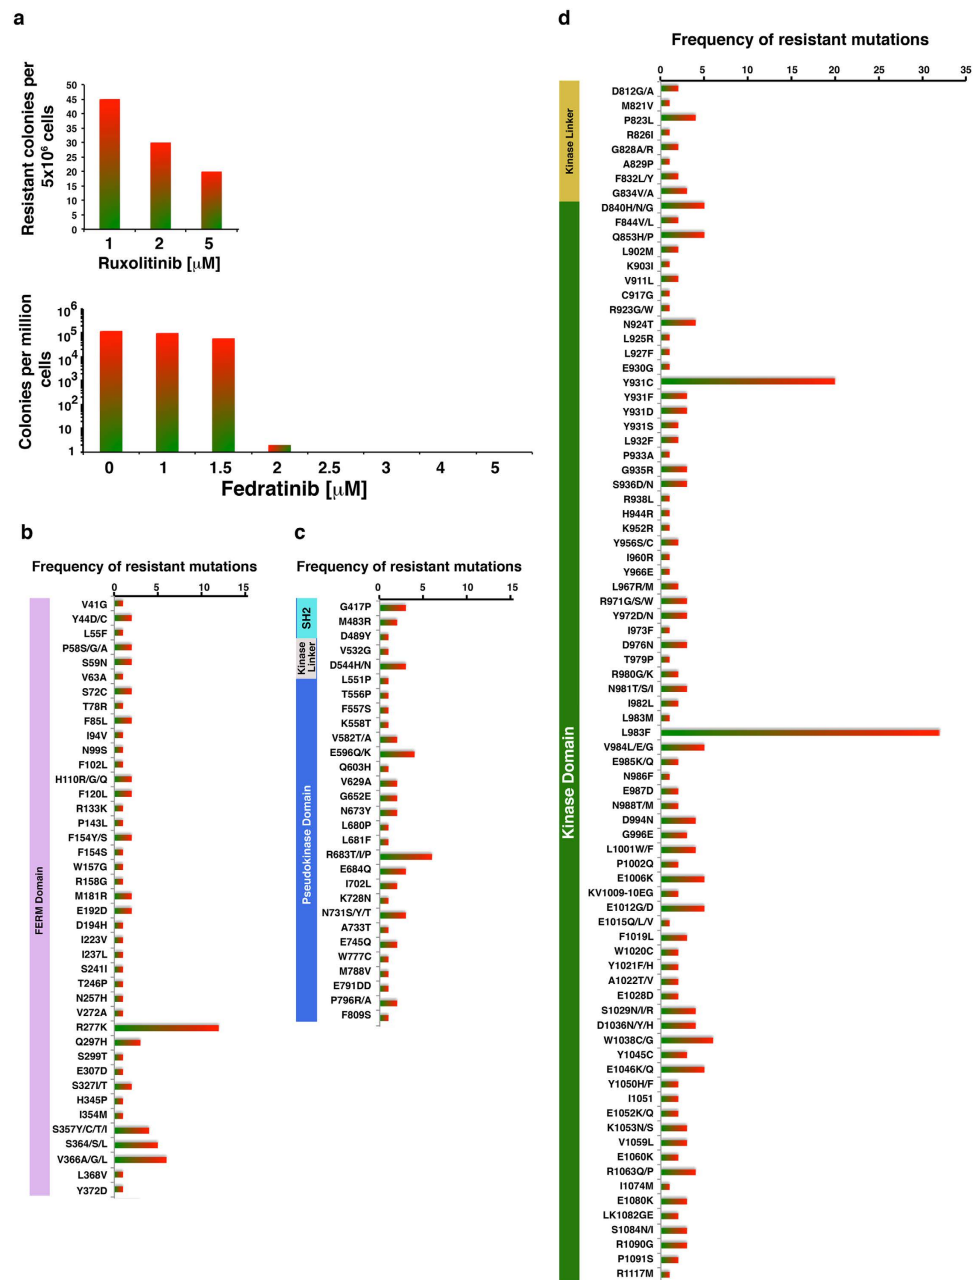 a
Resistant colonies per
5x10⁶ cells
50
45
40
35
30
25
20
15
10
5
0
1 2 5
Ruxolitinib [µM]
Colonies per million
cells
10⁶
10⁵
10⁴
10³
10²
10
1
0 1 1.5 2 2.5 3 4 5
Fedratinib [µM]
b
Frequency of resistant mutations
0 5 10 15
FERM Domain
V41G
Y44D/C
L55F
P58S/G/A
S59N
V63A
S72C
T78R
F85L
I94V
N99S
F102L
H110R/G/Q
F120L
R133K
P143L
F154Y/S
F154S
W157G
R158G
M181R
E192D
D194H
I223V
I237L
S241I
T246P
N257H
V272A
R277K
Q297H
S299T
E307D
S327I/T
H345P
I354M
S357Y/C/T/I
S364/S/L
V366A/G/L
L368V
Y372D
c
Frequency of resistant mutations
0 5 10 15
SH2
Kinase
Linker
Pseudokinase Domain
G417P
M483R
D489Y
V532G
D544H/N
L551P
T556P
F557S
K558T
V582T/A
E596Q/K
Q603H
V629A
G652E
N673Y
L680P
L681F
R683T/I/P
E684Q
I702L
K728N
N731S/Y/T
A733T
E745Q
W777C
M788V
E791DD
P796R/A
F809S
d
Frequency of resistant mutations
0 5 10 15 20 25 30 35
Kinase Linker
Kinase Domain
D812G/A
M821V
P823L
R826I
G828A/R
A829P
F832L/Y
G834V/A
D840H/N/G
F844V/L
Q853H/P
L902M
K903I
V911L
C917G
R923G/W
N924T
L925R
L927F
E930G
Y931C
Y931F
Y931D
Y931S
L932F
P933A
G935R
S936D/N
R938L
H944R
K952R
Y956S/C
I960R
Y966E
L967R/M
R971G/S/W
Y972D/N
I973F
D976N
T979P
R980G/K
N981T/S/I
I982L
L983M
L983F
V984L/E/G
E985K/Q
N986F
E987D
N988T/M
D994N
G996E
L1001W/F
P1002Q
E1006K
KV1009-10EG
E1012G/D
E1015Q/L/V
F1019L
W1020C
Y1021F/H
A1022T/V
E1028D
S1029N/I/R
D1036N/Y/H
W1038C/G
Y1045C
E1046K/Q
Y1050H/F
I1051
E1052K/Q
K1053N/S
V1059L
E1060K
R1063Q/P
I1074M
E1080K
LK1082GE
S1084N/I
R1090G
P1091S
R1117M